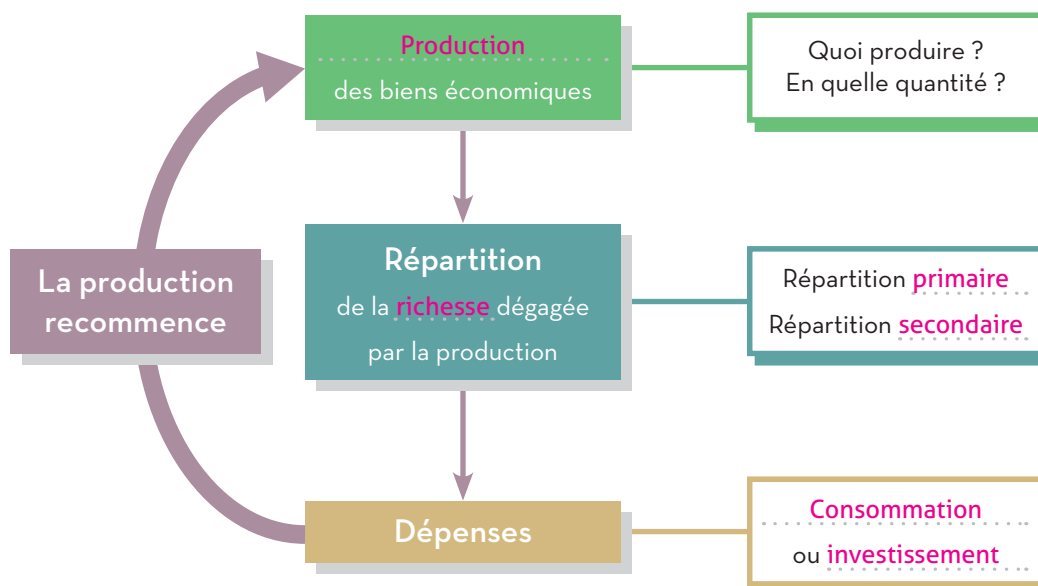 Production
des biens économiques
Quoi produire ?
En quelle quantité ?
La production
recommence
Répartition
de la richesse dégagée
par la production
Répartition primaire
Répartition secondaire
Dépenses
Consommation
ou investissement